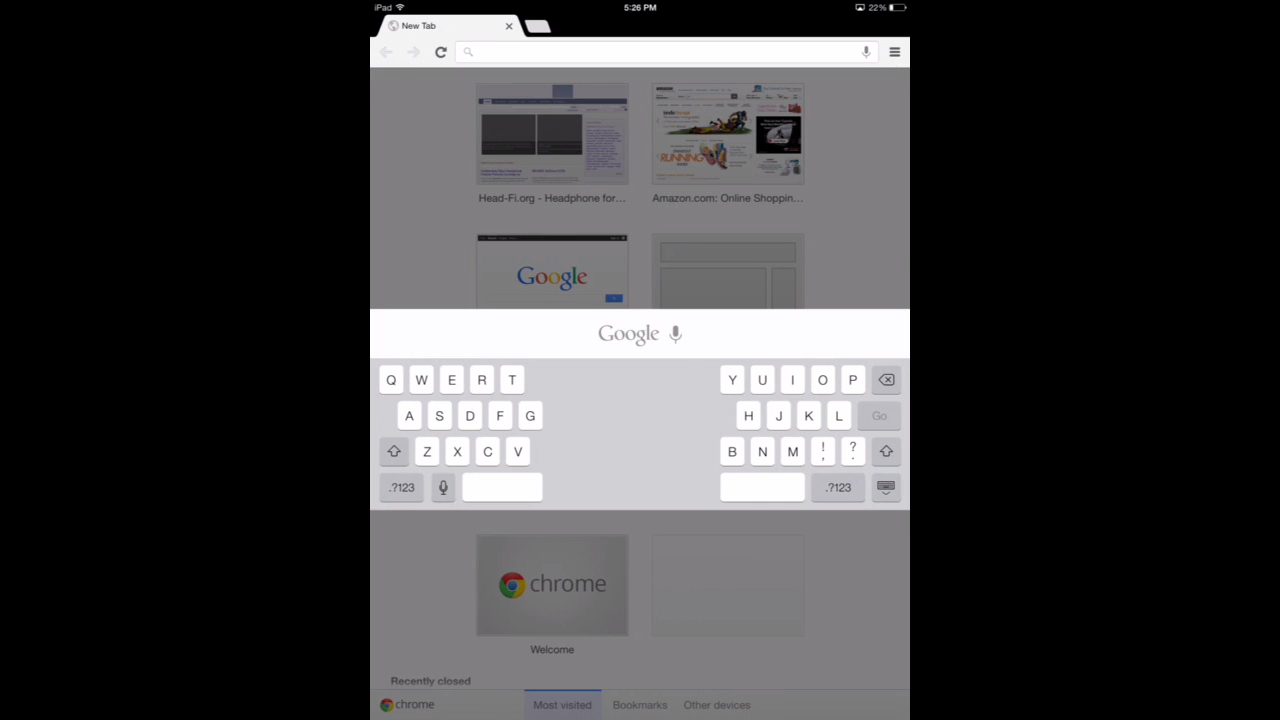 iPad 5:26 PM 22%
New Tab
Head-Fi.org - Headphone for...
Amazon.com: Online Shoppin...
Google
Google
Q W E R T Y U I O P
A S D F G H J K L Go
Z X C V B N M ! , ? .
.?123 .?123
chrome
Welcome
Recently closed
chrome Most visited Bookmarks Other devices